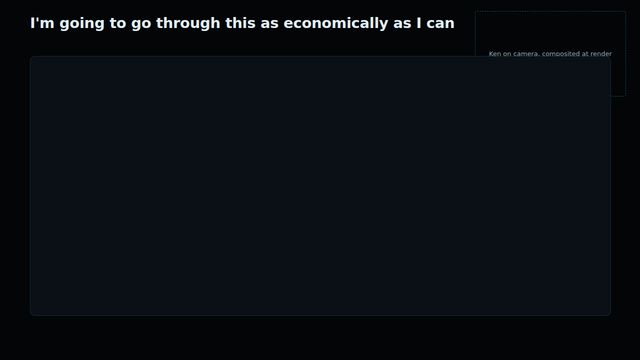 I'm going to go through this as economically as I can
Ken on camera, composited at render